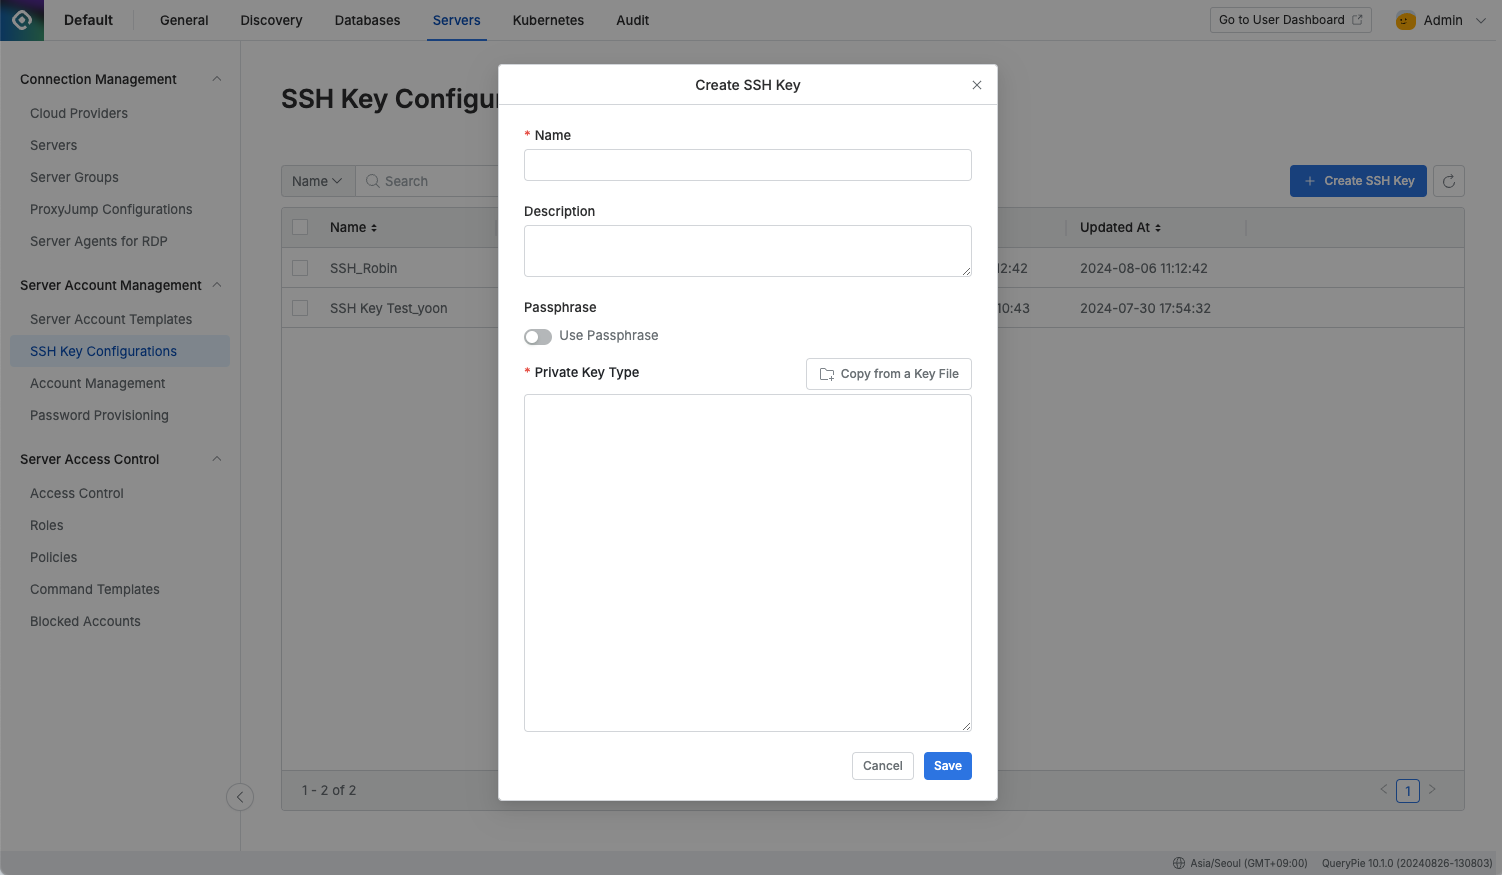 Default
General
Discovery
Databases
Servers
Kubernetes
Audit
Go to User Dashboard
Admin
Connection Management
Cloud Providers
Servers
Server Groups
ProxyJump Configurations
Server Agents for RDP
Server Account Management
Server Account Templates
SSH Key Configurations
Account Management
Password Provisioning
Server Access Control
Access Control
Roles
Policies
Command Templates
Blocked Accounts
SSH Key Configu
Name
Search
+ Create SSH Key
Name
Updated At
SSH_Robin
12:42
2024-08-06 11:12:42
SSH Key Test_yoon
10:43
2024-07-30 17:54:32
1 - 2 of 2
1
Create SSH Key
* Name
Description
Passphrase
Use Passphrase
* Private Key Type
Copy from a Key File
Cancel
Save
Asia/Seoul (GMT+09:00)
QueryPie 10.1.0 (20240826-130803)